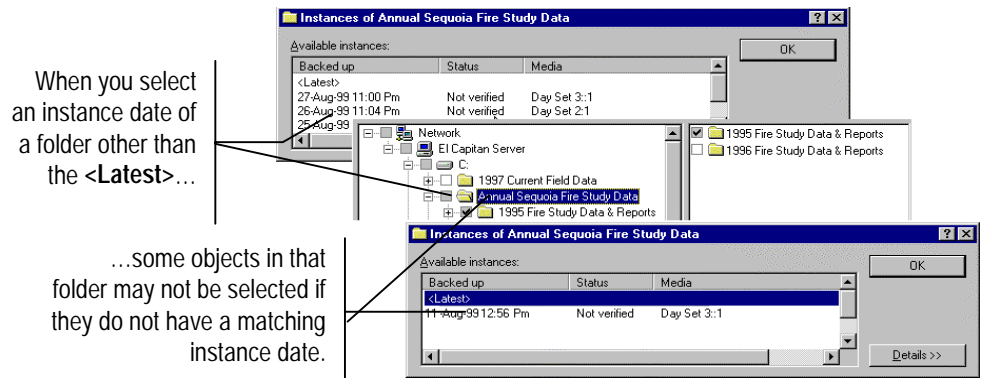 Instances of Annual Sequoia Fire Study Data
Available instances:
OK
Backed up Status Media
<Latest>
27-Aug-99 11:00 Pm Not verified Day Set 3::1
26-Aug-99 11:04 Pm Not verified Day Set 2:1
25-Aug-99
When you select
an instance date of
a folder other than
the <Latest>…
Network
El Capitan Server
C:
1997 Current Field Data
Annual Sequoia Fire Study Data
1995 Fire Study Data & Reports
1995 Fire Study Data & Reports
1996 Fire Study Data & Reports
…some objects in that
folder may not be selected if
they do not have a matching
instance date.
Instances of Annual Sequoia Fire Study Data
Available instances:
OK
Backed up Status Media
<Latest>
11-Aug-99 12:56 Pm Not verified Day Set 3::1
Details >>